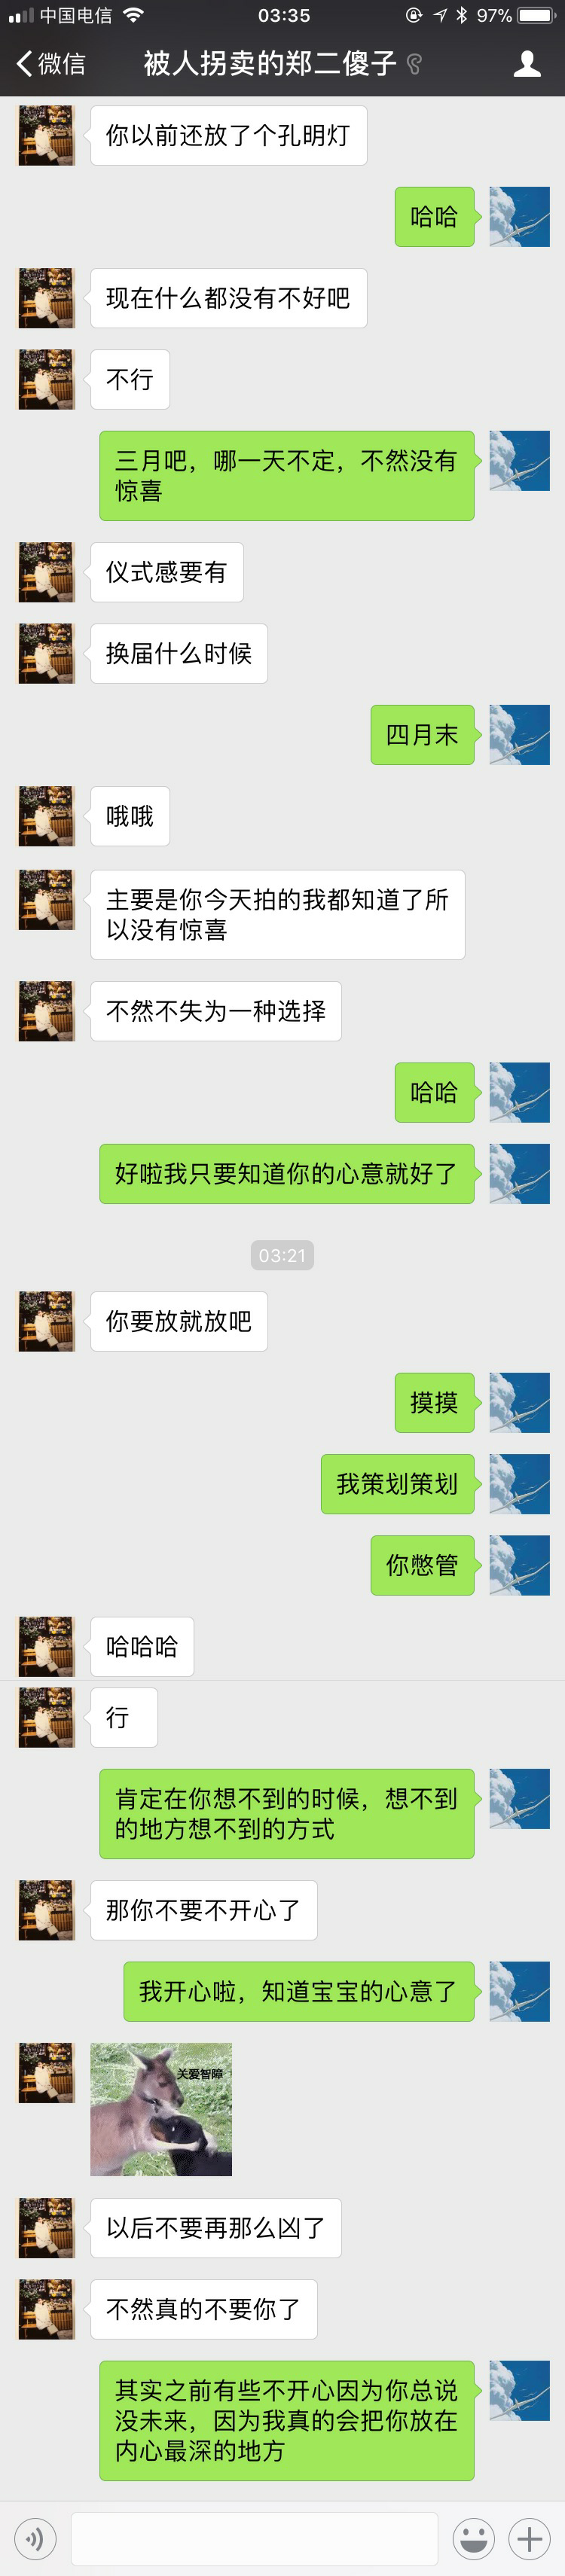 中国电信
03:35
97%
微信
被人拐卖的郑二傻子
你以前还放了个孔明灯
哈哈
现在什么都没有不好吧
不行
三月吧，哪一天不定，不然没有
惊喜
仪式感要有
换届什么时候
四月末
哦哦
主要是你今天拍的我都知道了所
以没有惊喜
不然不失为一种选择
哈哈
好啦我只要知道你的心意就好了
03:21
你要放就放吧
摸摸
我策划策划
你憋管
哈哈哈
行
肯定在你想不到的时候，想不到
的地方想不到的方式
那你不要不开心了
我开心啦，知道宝宝的心意了
关爱智障
以后不要再那么凶了
不然真的不要你了
其实之前有些不开心因为你总说
没未来，因为我真的会把你放在
内心最深的地方